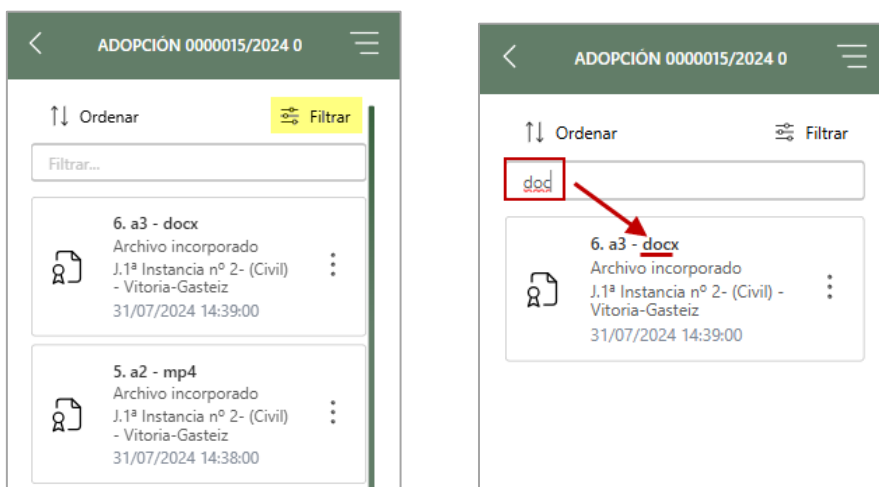 ADOPCIÓN 0000015/2024 0
Ordenar
Filtrar
Filtrar...
6. a3 - docx
Archivo incorporado
J.1ª Instancia nº 2- (Civil)
- Vitoria-Gasteiz
31/07/2024 14:39:00
5. a2 - mp4
Archivo incorporado
J.1ª Instancia nº 2- (Civil)
- Vitoria-Gasteiz
31/07/2024 14:38:00
ADOPCIÓN 0000015/2024 0
Ordenar
Filtrar
doc
6. a3 - docx
Archivo incorporado
J.1ª Instancia nº 2- (Civil) -
Vitoria-Gasteiz
31/07/2024 14:39:00